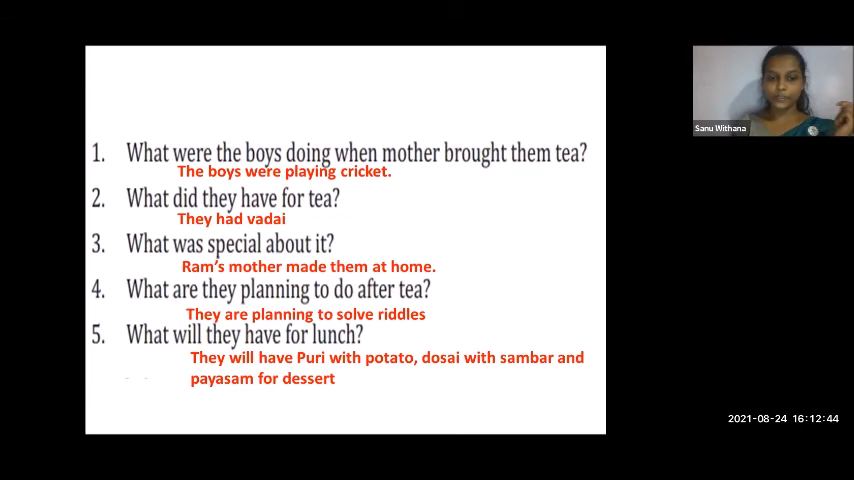 1. What were the boys doing when mother brought them tea?
The boys were playing cricket.
2. What did they have for tea?
They had vadai
3. What was special about it?
Ram's mother made them at home.
4. What are they planning to do after tea?
They are planning to solve riddles
5. What will they have for lunch?
They will have Puri with potato, dosai with sambar and
payasam for dessert
Sanu Withana
2021-08-24 16:12:44